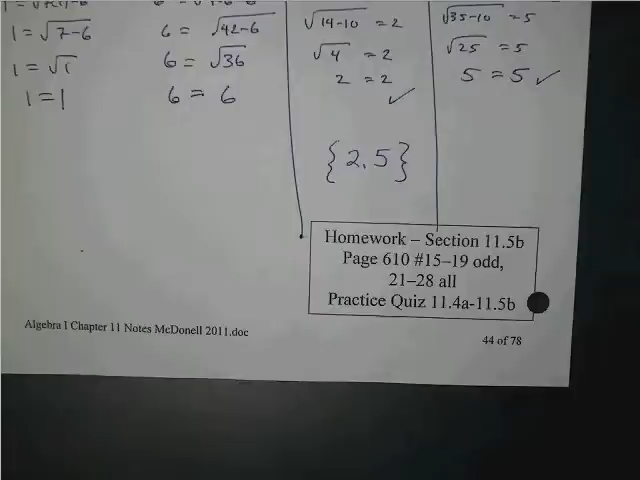 1 = √7-6
1 = √1
1 = 1
6 = √42-6
6 = √36
6 = 6
√14-10 = 2
√4 = 2
2 = 2 ✓
√35-10 = 5
√25 = 5
5 = 5 ✓
{2,5}
Homework – Section 11.5b
Page 610 #15–19 odd,
21–28 all
Practice Quiz 11.4a-11.5b
Algebra I Chapter 11 Notes McDonell 2011.doc
44 of 78